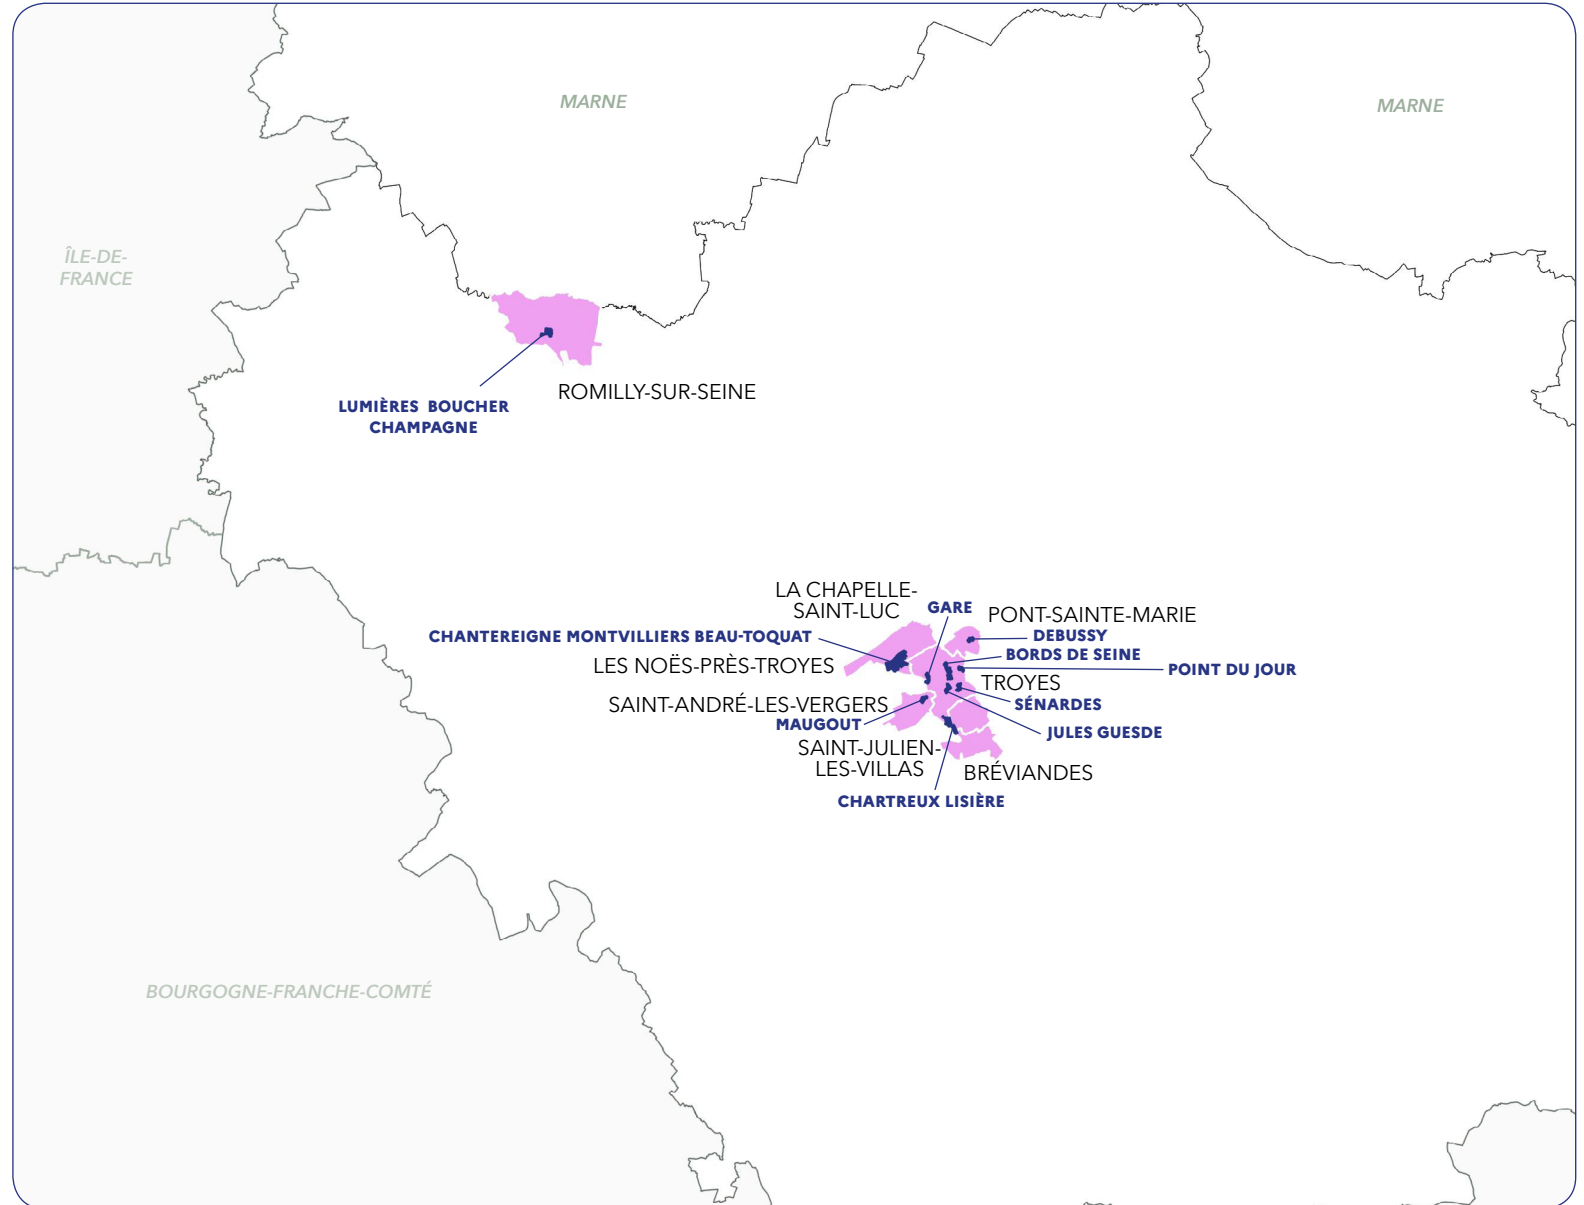 MARNE
MARNE
ÎLE-DE-
FRANCE
ROMILLY-SUR-SEINE
LUMIÈRES BOUCHER
CHAMPAGNE
LA CHAPELLE-
SAINT-LUC
GARE
PONT-SAINTE-MARIE
CHANTEREIGNE MONTVILLIERS BEAU-TOQUAT
DEBUSSY
BORDS DE SEINE
LES NOËS-PRÈS-TROYES
POINT DU JOUR
TROYES
SAINT-ANDRÉ-LES-VERGERS
SÉNARDES
MAUGOUT
JULES GUESDE
SAINT-JULIEN-
LES-VILLAS
BRÉVIANDES
CHARTREUX LISIÈRE
BOURGOGNE-FRANCHE-COMTÉ